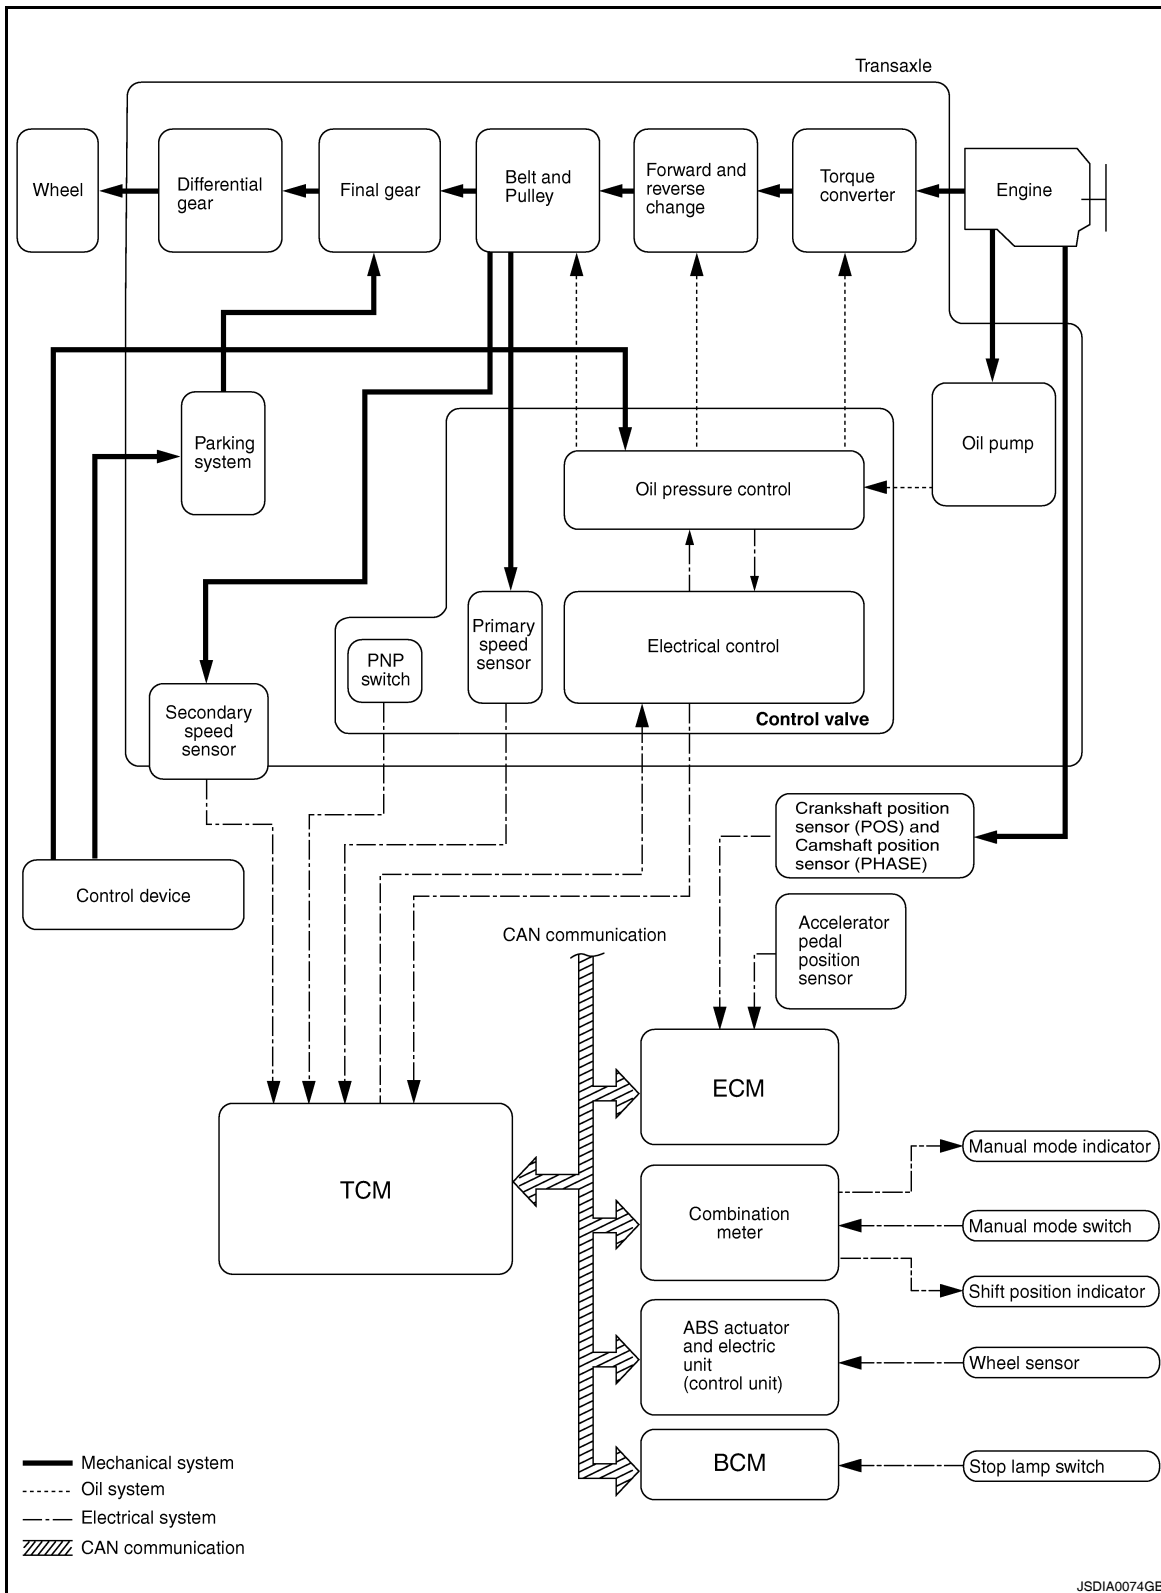 Transaxle
Wheel
Differential
gear
Final gear
Belt and
Pulley
Forward and
reverse
change
Torque
converter
Engine
Parking
system
Oil pump
Oil pressure control
Primary
speed
sensor
Electrical control
PNP
switch
Control valve
Secondary
speed
sensor
Crankshaft position
sensor (POS) and
Camshaft position
sensor (PHASE)
Control device
Accelerator
pedal
position
sensor
CAN communication
ECM
TCM
Manual mode indicator
Combination
meter
Manual mode switch
Shift position indicator
ABS actuator
and electric
unit
(control unit)
Wheel sensor
BCM
Stop lamp switch
Mechanical system
Oil system
Electrical system
CAN communication
JSDIA0074GB